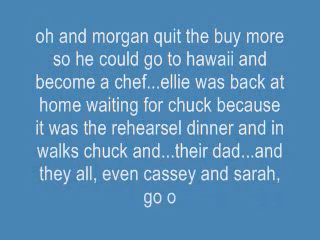 oh and morgan quit the buy more
so he could go to hawaii and
become a chef...ellie was back at
home waiting for chuck because
it was the rehearsel dinner and in
walks chuck and...their dad...and
they all, even cassey and sarah,
go o